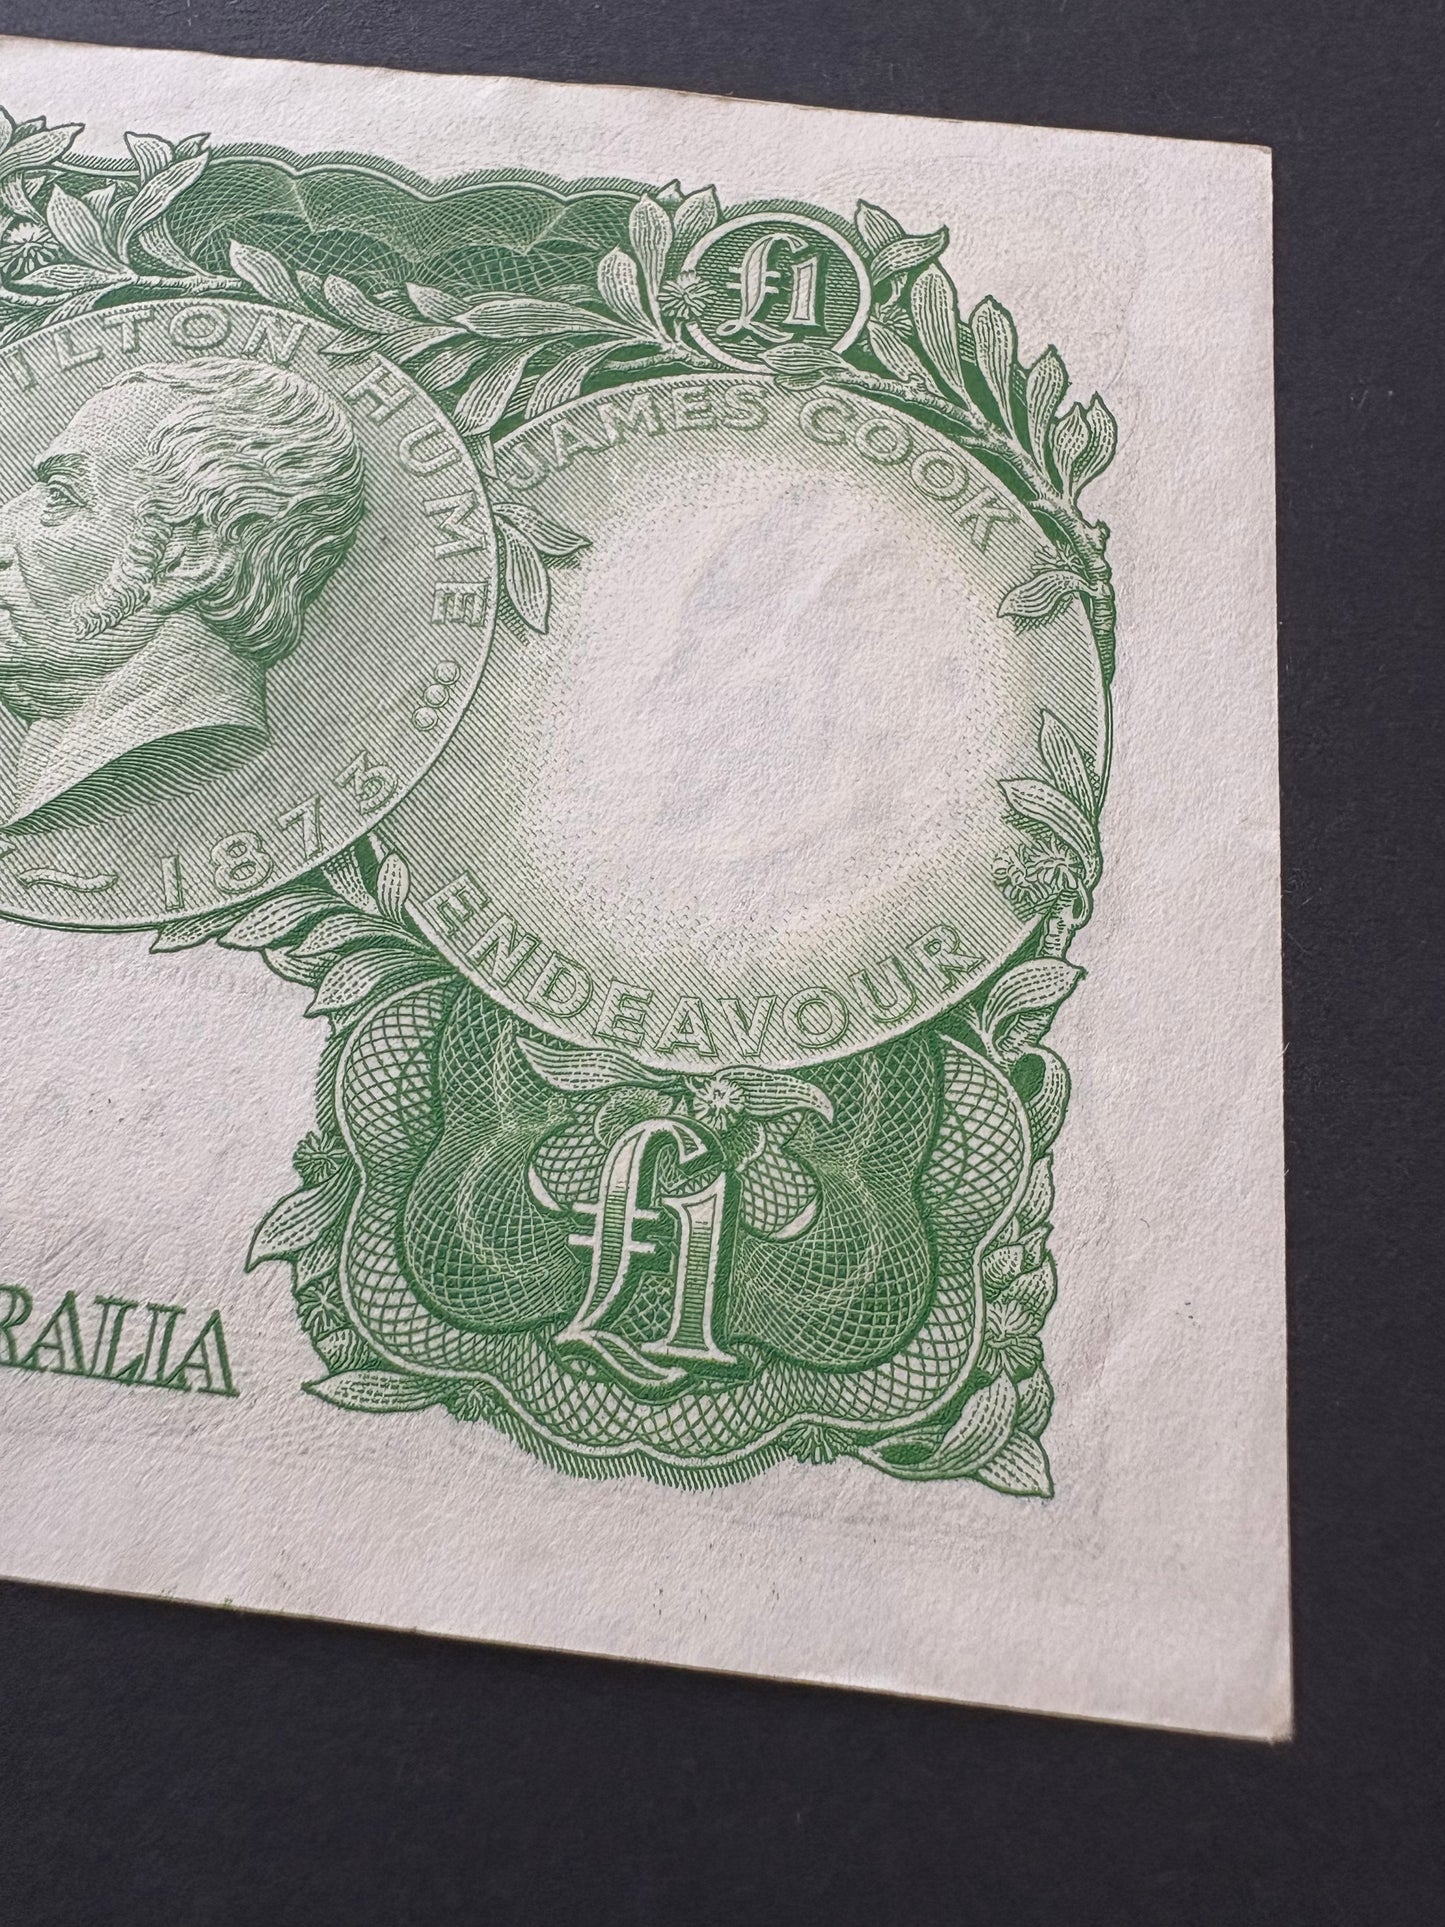 £1
ILTON HUME
1873
JAMES COOK
ENDEAVOUR
£1
RALIA